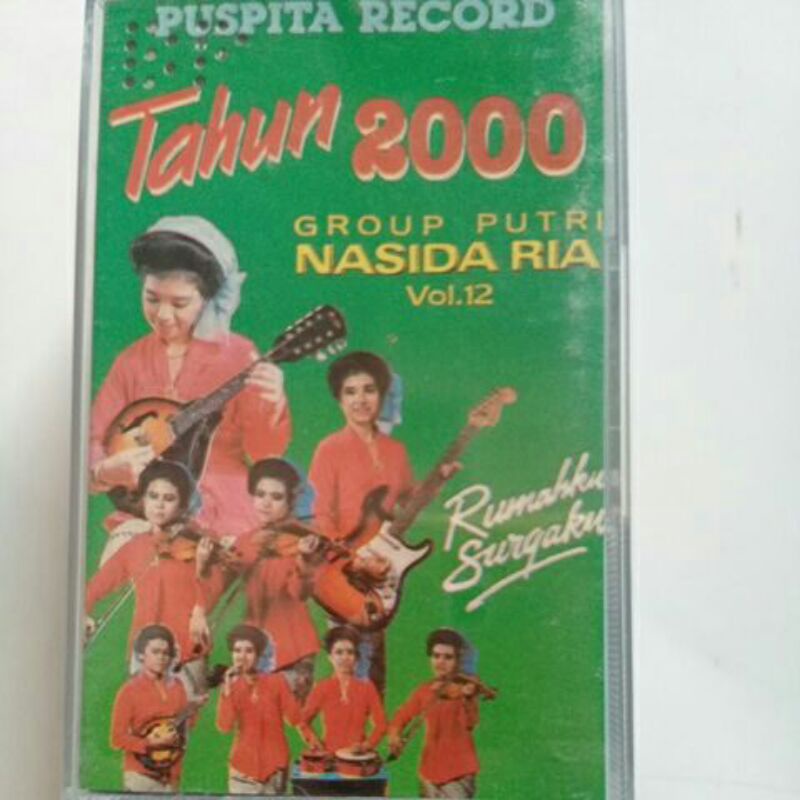 PUSPITA RECORD
Tahun 2000
GROUP PUTRI
NASIDA RIA
Vol.12
Rumahku
Surgaku